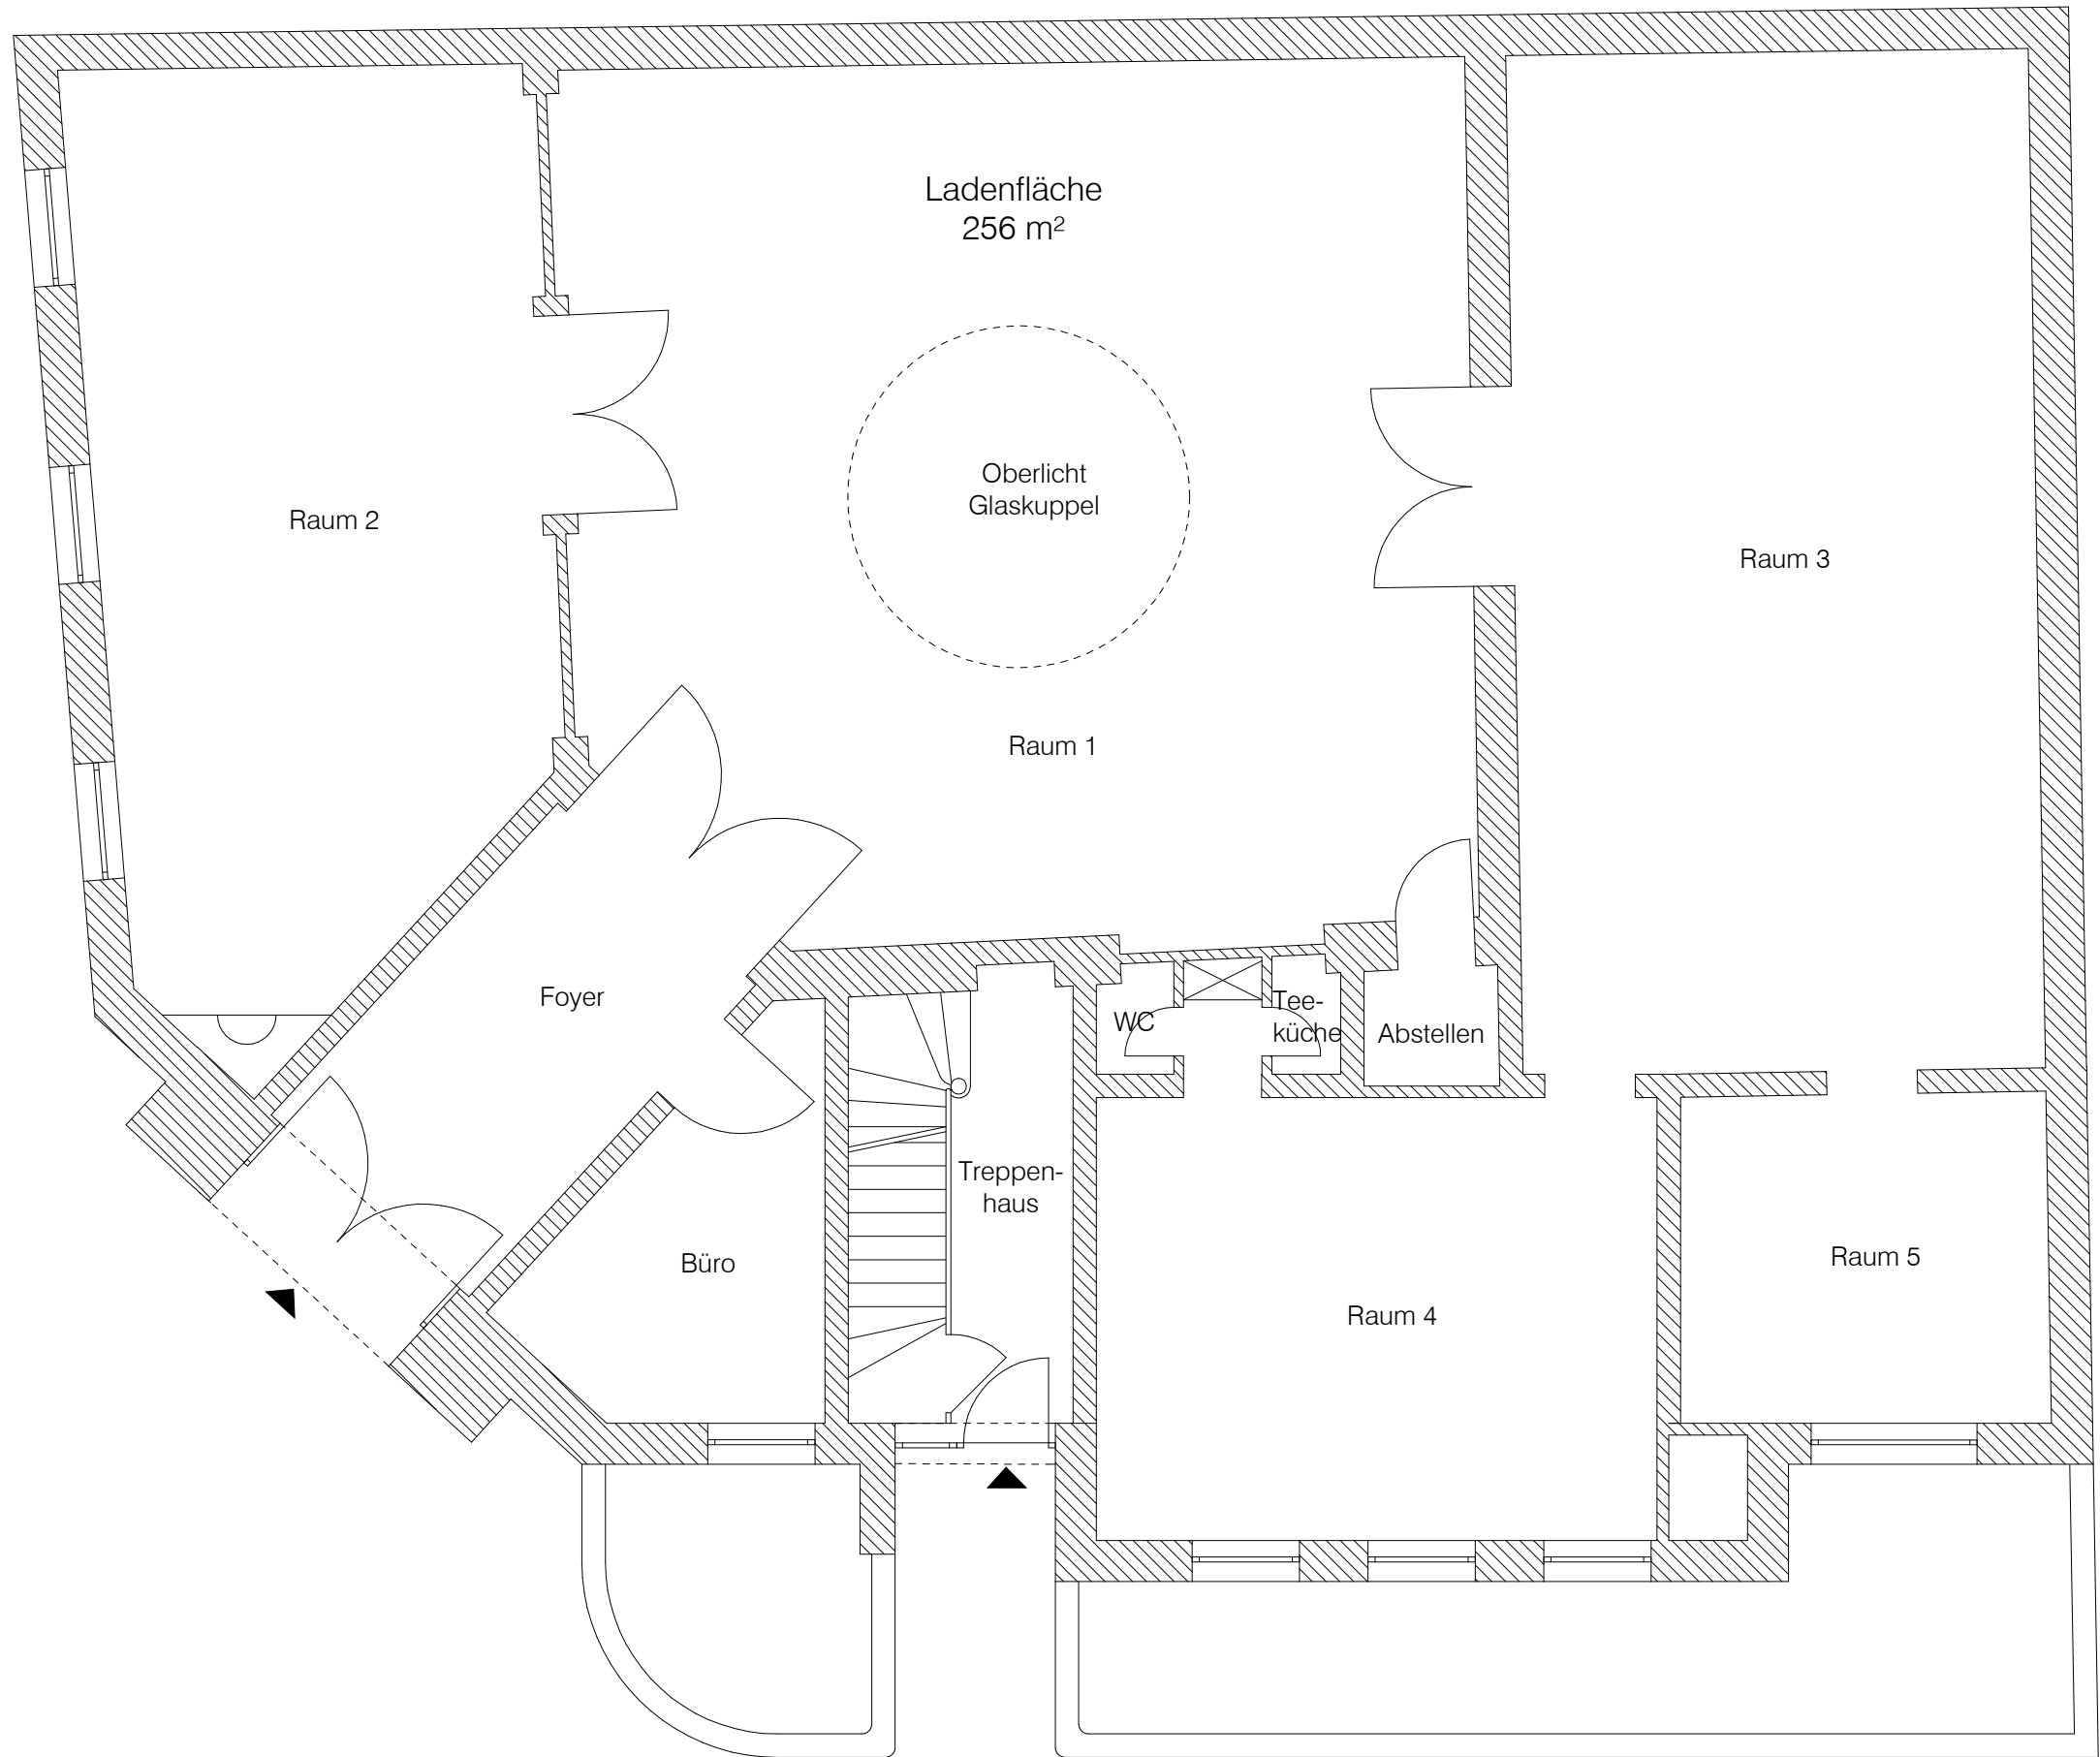 Ladenfläche
256 m²
Oberlicht
Glaskuppel
Raum 2
Raum 3
Raum 1
Foyer
WC
Tee-
küche
Abstellen
Treppen-
haus
Büro
Raum 4
Raum 5